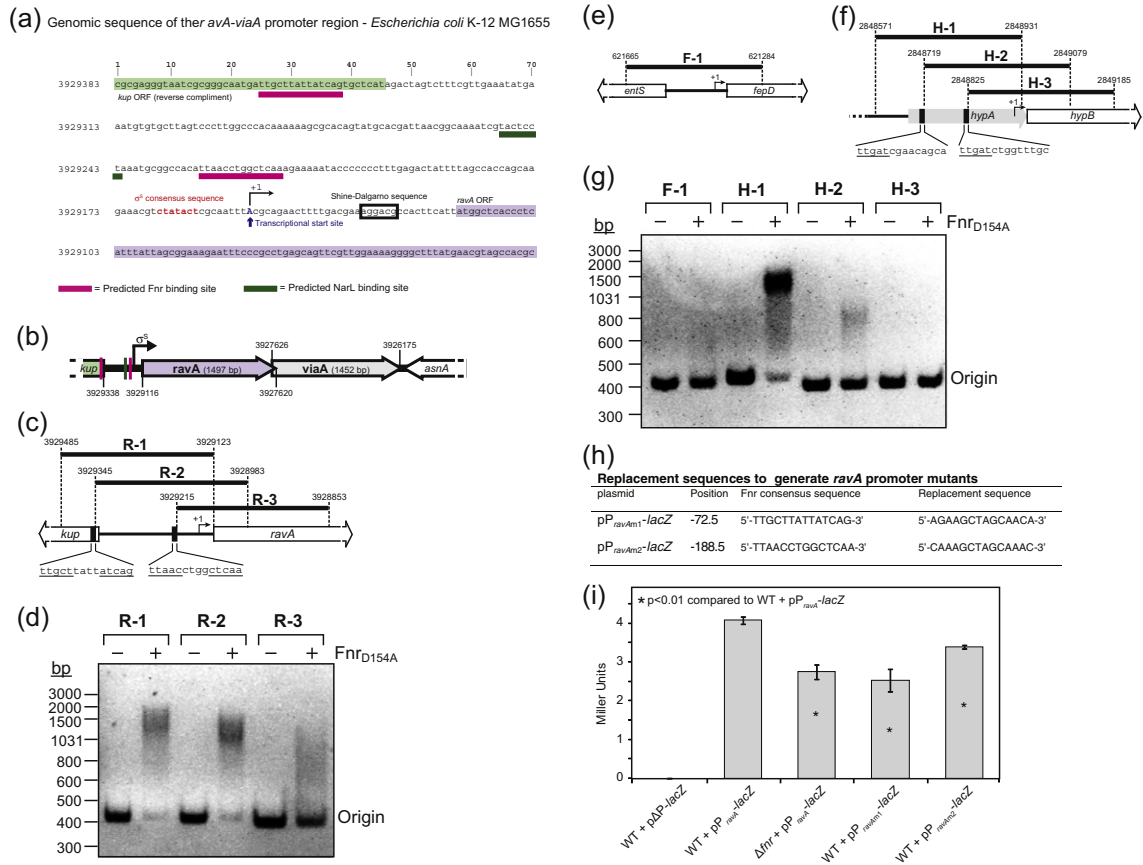 (a) Genomic sequence of the r avA-viaA promoter region - Escherichia coli K-12 MG1655
1 10 20 30 40 50 60 70
3929383 cgcgagggtaatcgcgggcaatgattgcttattatcagtgctcatagactagtctttcgttgaaatatga
kup ORF (reverse compliment)
3929313 aatgtgtgcttagtcccttggcccacaaaaaagcgcacagtatgcacgattaacggcaaaatcgtactcc
3929243 taaatgcggccacattaacctggctcaaagaaaaatacccccccctttgagactattttagccaccagcaa
σS consensus sequence
+1
Shine-Dalgarno sequence
ravA ORF
3929173 gaaacgtctatactcgcaatttAcgcagaacttttgacgaaaggacgccacttcattatggctcaccctc
Transcriptional start site
3929103 atttattagcggaaagaatttcccgcctgagcagttcgttggaaaaggggctttatgaacgtagccacgc
= Predicted Fnr binding site
= Predicted NarL binding site
(b)
σS
3927626
3926175
kup
ravA (1497 bp)
viaA (1452 bp)
asnA
3929338
3929116
3927620
(c)
3929485 3929123
R-1
3929345 3928983
R-2
3929215 3928853
R-3
+1
kup
ravA
ttgcttattatcag
ttaacctggctcaa
(d)
R-1 R-2 R-3
− + − + − + FnrD154A
bp
3000
2000
1500
1031
800
600
500
400
300
Origin
(e)
621665 621284
F-1
+1
entS
fepD
(f)
2848571 2848931
H-1
2848719 2849079
H-2
2848825 2849185
H-3
+1
hypA
hypB
ttgatcgaacagca
ttgatctggtttgc
(g)
F-1 H-1 H-2 H-3
− + − + − + − + FnrD154A
bp
3000
2000
1500
1031
800
600
500
400
300
Origin
(h)
Replacement sequences to generate ravA promoter mutants
plasmid Position Fnr consensus sequence Replacement sequence
pPravAm1-lacZ -72.5 5'-TTGCTTATTATCAG-3' 5'-AGAAGCTAGCAACA-3'
pPravAm2-lacZ -188.5 5'-TTAACCTGGCTCAA-3' 5'-CAAAGCTAGCAAAC-3'
(i)
* p<0.01 compared to WT + pPravA-lacZ
Miller Units
4
3
2
1
0
*
*
*
WT + pΔP-lacZ
WT + pPravA-lacZ
Δfnr + pPravA-lacZ
WT + pPravAm1-lacZ
WT + pPravAm2-lacZ